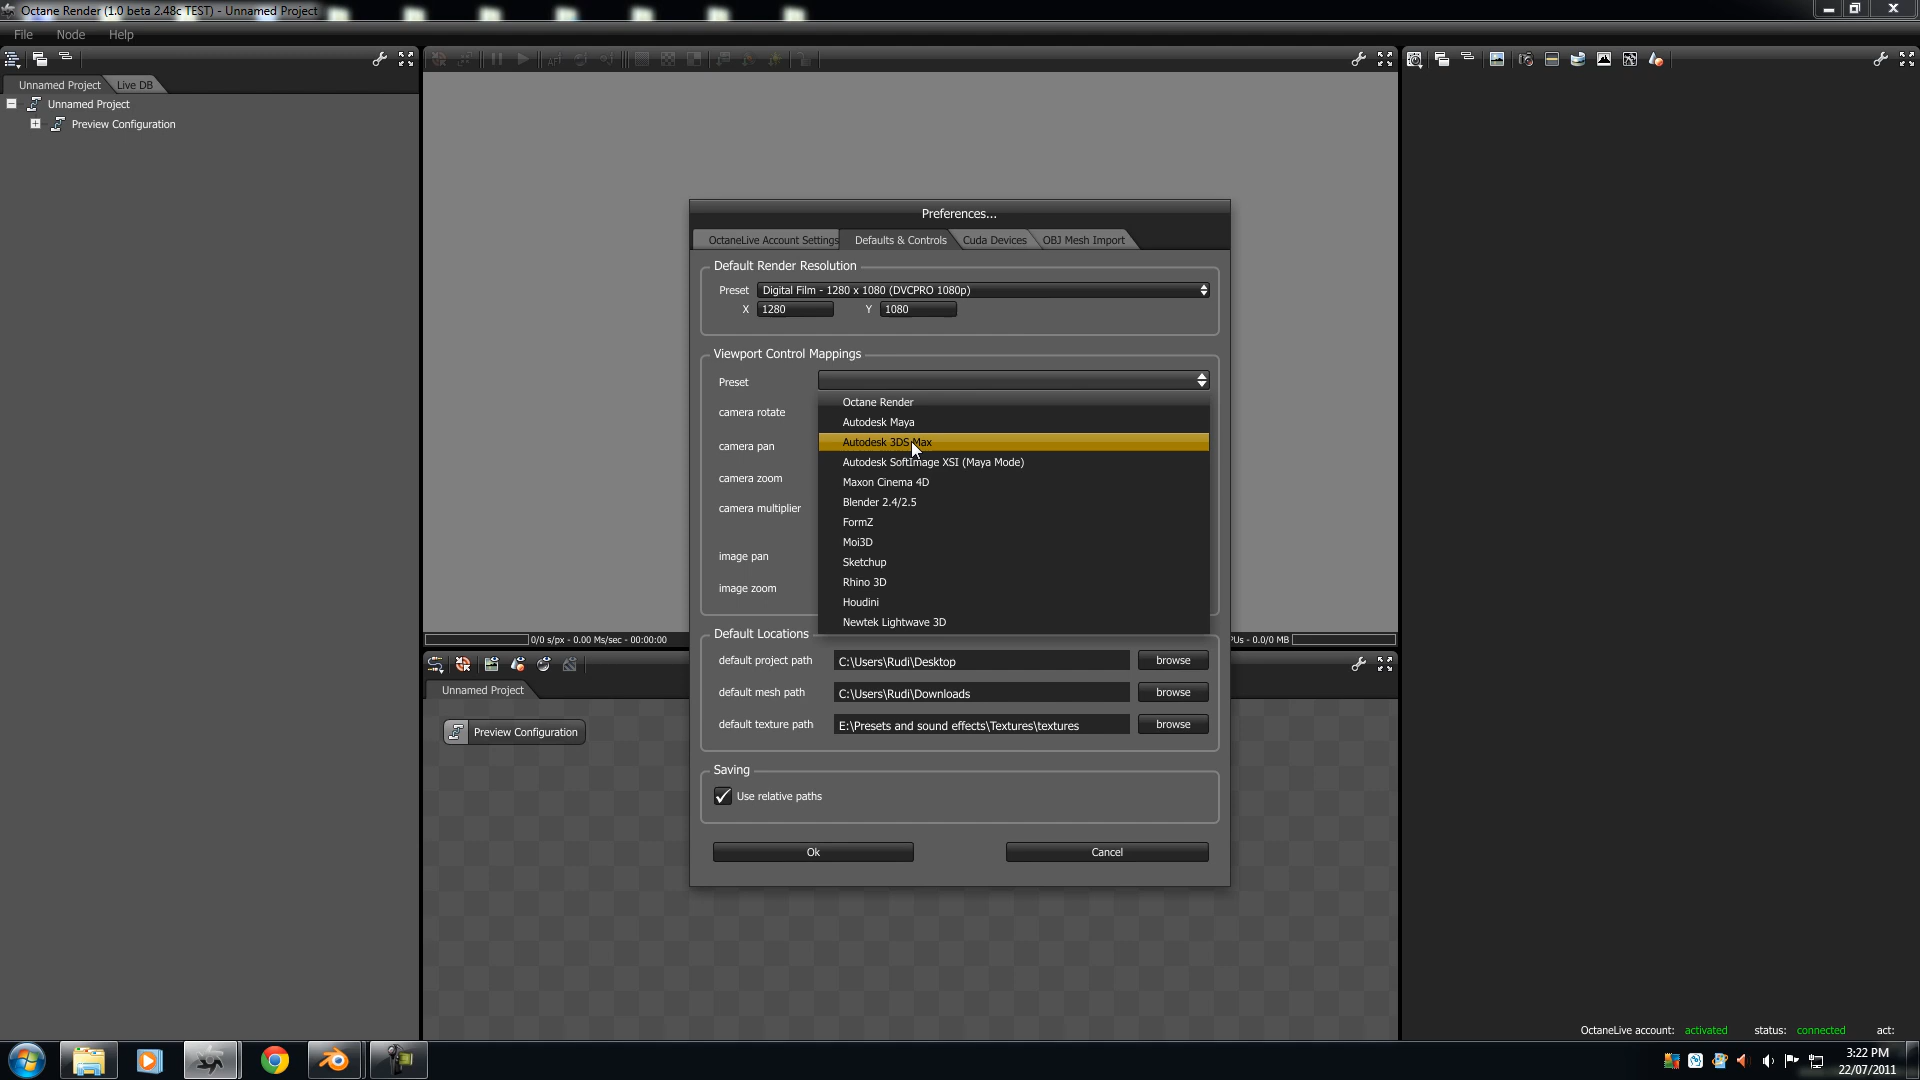 Octane Render (1.0 beta 2.48c TEST) - Unnamed Project
File Node Help
Unnamed Project Live DB
Unnamed Project
Preview Configuration
Preferences...
OctaneLive Account Settings Defaults & Controls Cuda Devices OBJ Mesh Import
Default Render Resolution
Preset Digital Film - 1280 x 1080 (DVCPRO 1080p)
X 1280 Y 1080
Viewport Control Mappings
Preset
camera rotate
camera pan
camera zoom
camera multiplier
image pan
image zoom
Octane Render
Autodesk Maya
Autodesk 3DS Max
Autodesk SoftImage XSI (Maya Mode)
Maxon Cinema 4D
Blender 2.4/2.5
FormZ
Moi3D
Sketchup
Rhino 3D
Houdini
Newtek Lightwave 3D
0/0 s/px - 0.00 Ms/sec - 00:00:00
PUs - 0.0/0 MB
Default Locations
default project path C:\Users\Rudi\Desktop browse
default mesh path C:\Users\Rudi\Downloads browse
default texture path E:\Presets and sound effects\Textures\textures browse
Saving
Use relative paths
Ok Cancel
Unnamed Project
Preview Configuration
OctaneLive account: activated status: connected act:
3:22 PM
22/07/2011